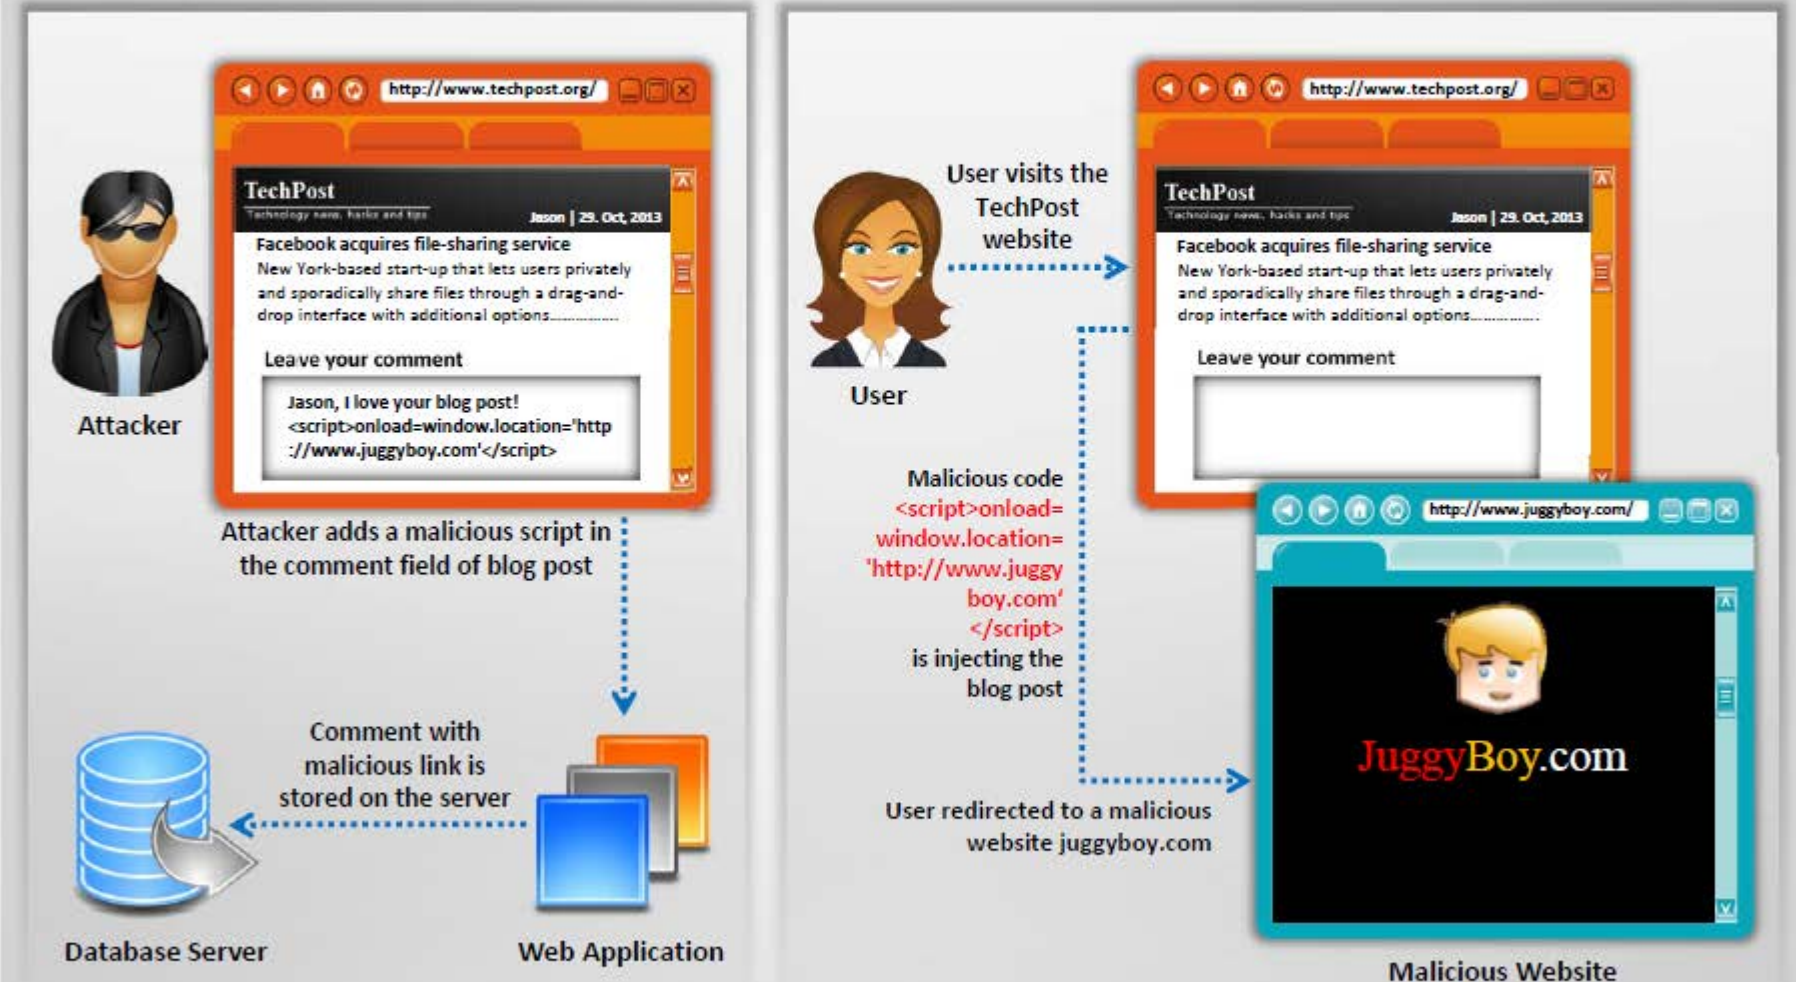 http://www.techpost.org/
TechPost
Technology news, hacks and tips
Jason | 29. Oct, 2013
Facebook acquires file-sharing service
New York-based start-up that lets users privately
and sporadically share files through a drag-and-
drop interface with additional options................
Leave your comment
Jason, I love your blog post!
<script>onload=window.location='http
://www.juggyboy.com'</script>
Attacker
Attacker adds a malicious script in
the comment field of blog post
Comment with
malicious link is
stored on the server
Database Server
Web Application
User visits the
TechPost
website
User
http://www.techpost.org/
TechPost
Technology news, hacks and tips
Jason | 29. Oct, 2013
Facebook acquires file-sharing service
New York-based start-up that lets users privately
and sporadically share files through a drag-and-
drop interface with additional options................
Leave your comment
Malicious code
<script>onload=
window.location=
'http://www.juggy
boy.com‘
</script>
is injecting the
blog post
User redirected to a malicious
website juggyboy.com
http://www.juggyboy.com/
JuggyBoy.com
Malicious Website